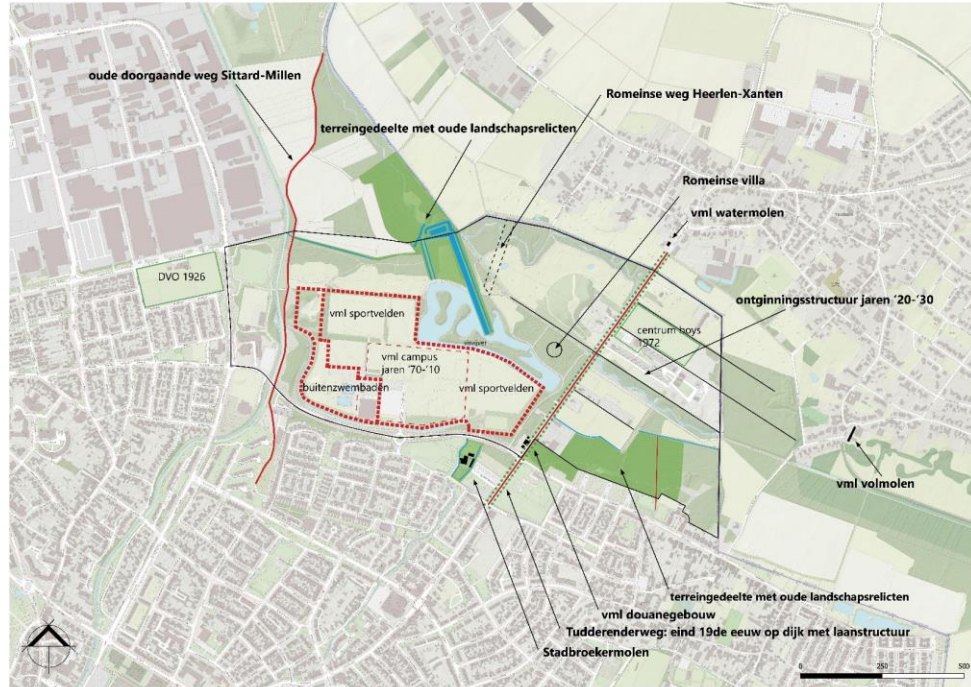 oude doorgaande weg Sittard-Millen
Romeinse weg Heerlen-Xanten
terreingedeelte met oude landschapsrelicten
Romeinse villa
vml watermolen
DVO 1926
ontginningsstructuur jaren ‘20-‘30
vml sportvelden
centrum boys
1972
vml campus
jaren ‘70-‘10
vml sportvelden
buitenzwembaden
vml volmolen
terreingedeelte met oude landschapsrelicten
vml douanegebouw
Tudderenderweg: eind 19de eeuw op dijk met laanstructuur
Stadbroekermolen
0 250 500